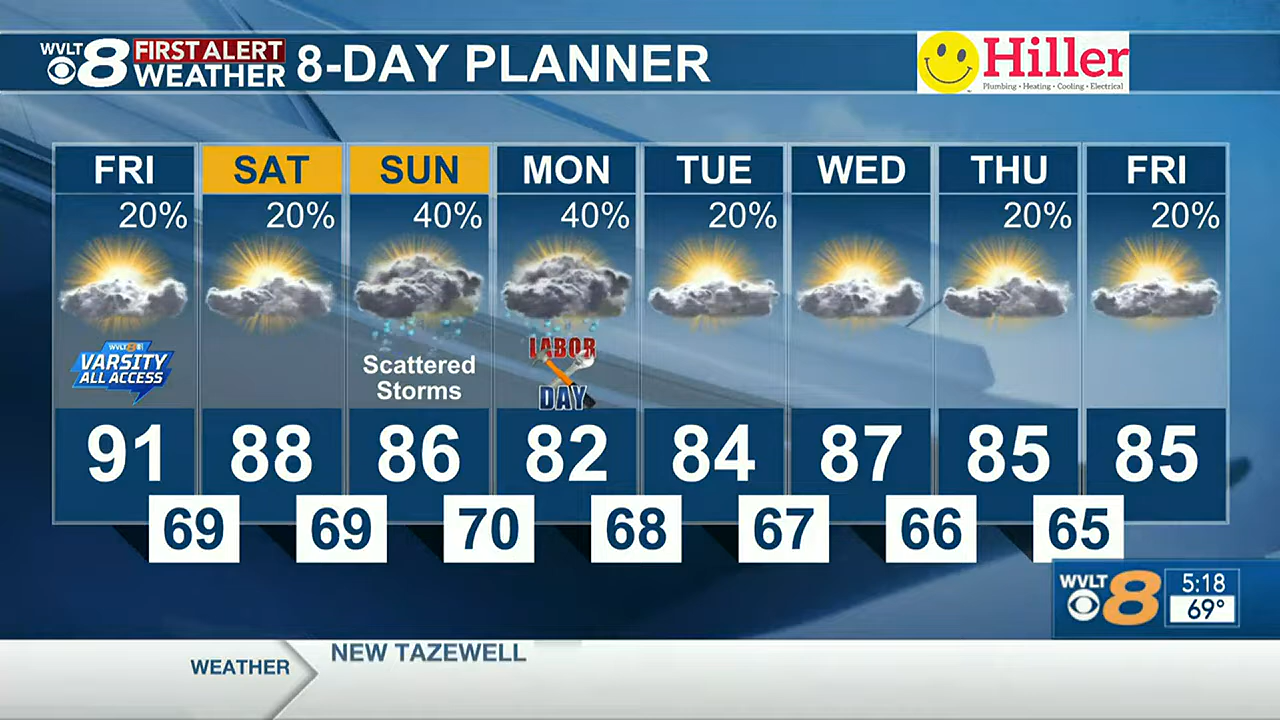 WVLT 8 FIRST ALERT WEATHER 8-DAY PLANNER
Hiller
Plumbing • Heating • Cooling • Electrical
FRI SAT SUN MON TUE WED THU FRI
20% 20% 40% 40% 20% 20% 20%
WVLT 8
VARSITY
ALL ACCESS
Scattered
Storms
LABOR
DAY
91 88 86 82 84 87 85 85
69 69 70 68 67 66 65
WVLT 8
5:18
69°
WEATHER
NEW TAZEWELL